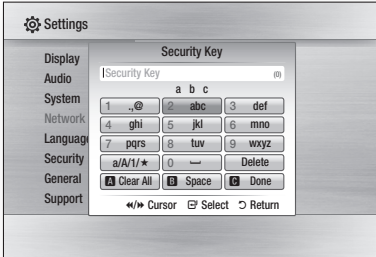 Settings
Security Key
Display
Audio
System
Network
Language
Security
General
Support
Security Key (0)
a b c
1 .,@ 2 abc 3 def
4 ghi 5 jkl 6 mno
7 pqrs 8 tuv 9 wxyz
a/A/1/★ 0 ⎵ Delete
A Clear All B Space C Done
◄◄/►► Cursor Select Return